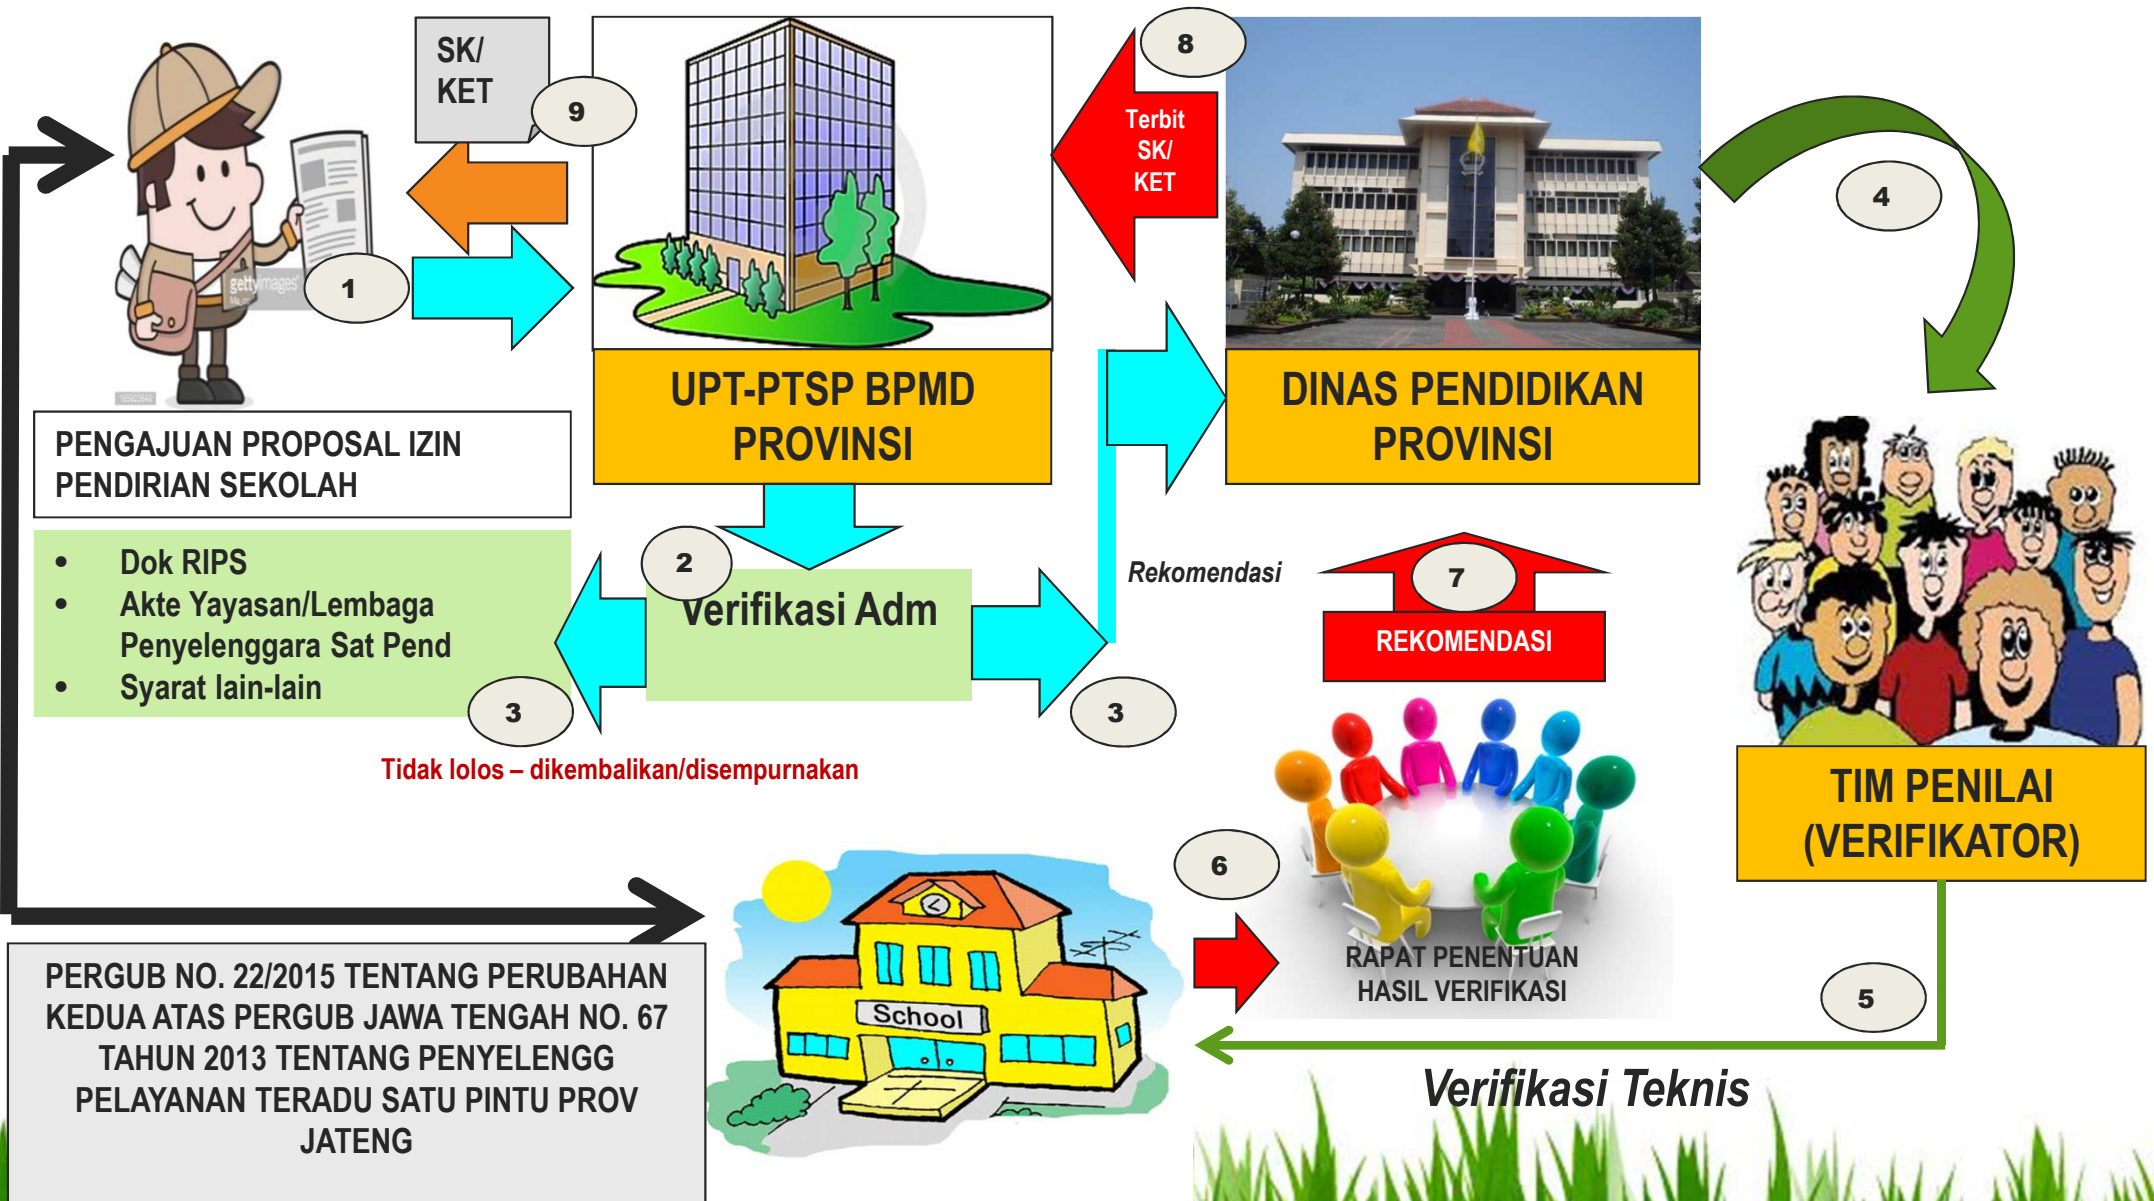 SK/
KET
9
8
Terbit
SK/
KET
4
1
gettyimages
UPT-PTSP BPMD
PROVINSI
DINAS PENDIDIKAN
PROVINSI
PENGAJUAN PROPOSAL IZIN
PENDIRIAN SEKOLAH
• Dok RIPS
• Akte Yayasan/Lembaga
Penyelenggara Sat Pend
• Syarat lain-lain
2
Verifikasi Adm
3
3
Rekomendasi
7
REKOMENDASI
Tidak lolos – dikembalikan/disempurnakan
TIM PENILAI
(VERIFIKATOR)
6
RAPAT PENENTUAN
HASIL VERIFIKASI
5
School
Verifikasi Teknis
PERGUB NO. 22/2015 TENTANG PERUBAHAN
KEDUA ATAS PERGUB JAWA TENGAH NO. 67
TAHUN 2013 TENTANG PENYELENGG
PELAYANAN TERADU SATU PINTU PROV
JATENG